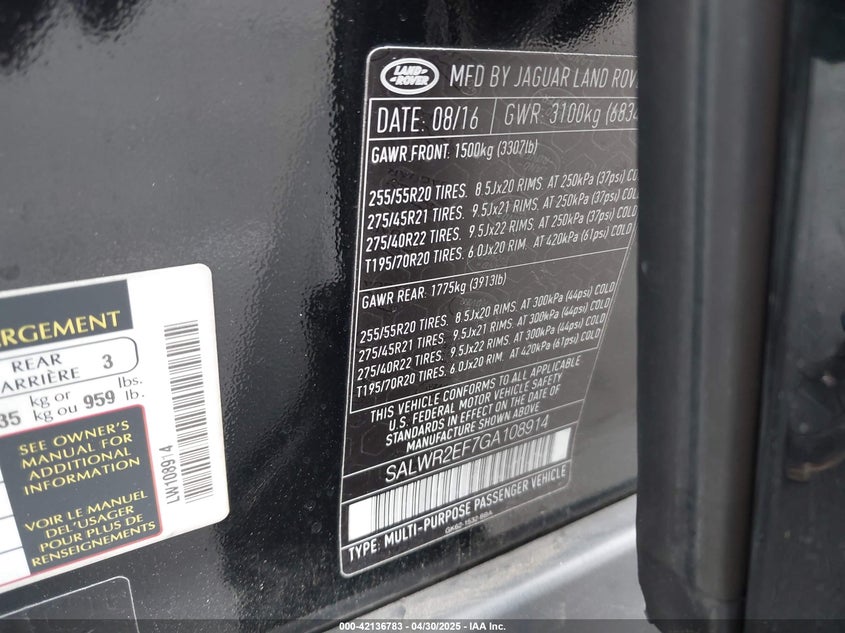 LAND
ROVER
MFD BY JAGUAR LAND ROVE
DATE: 08/16 GWR: 3100kg (6834
GAWR FRONT: 1500kg (3307lb)
255/55R20 TIRES. 8.5Jx20 RIMS. AT 250kPa (37psi) CO
275/45R21 TIRES. 9.5Jx21 RIMS. AT 250kPa (37psi) COL
275/40R22 TIRES. 9.5Jx22 RIMS. AT 250kPa (37psi) COLD
T195/70R20 TIRES. 6.0Jx20 RIM. AT 420kPa (61psi) COLD
GAWR REAR: 1775kg (3913lb)
255/55R20 TIRES. 8.5Jx20 RIMS. AT 300kPa (44psi) COLD
275/45R21 TIRES. 9.5Jx21 RIMS. AT 300kPa (44psi) COLD
275/40R22 TIRES. 9.5Jx22 RIMS. AT 300kPa (44psi) COLD
T195/70R20 TIRES. 6.0Jx20 RIM. AT 420kPa (61psi) COLD
THIS VEHICLE CONFORMS TO ALL APPLICABLE
U.S. FEDERAL MOTOR VEHICLE SAFETY
STANDARDS IN EFFECT ON THE DATE OF
MANUFACTURE SHOWN ABOVE
SALWR2EF7GA108914
TYPE: MULTI-PURPOSE PASSENGER VEHICLE
RGEMENT
REAR 3
ARRIÈRE
35 kg or 959 lbs.
kg ou lb.
SEE OWNER'S
MANUAL FOR
ADDITIONAL
INFORMATION
VOIR LE MANUEL
DEL'USAGER
POUR PLUS DE
RENSEIGNEMENTS
LW108914
000-42136783 - 04/30/2025 - IAA Inc.